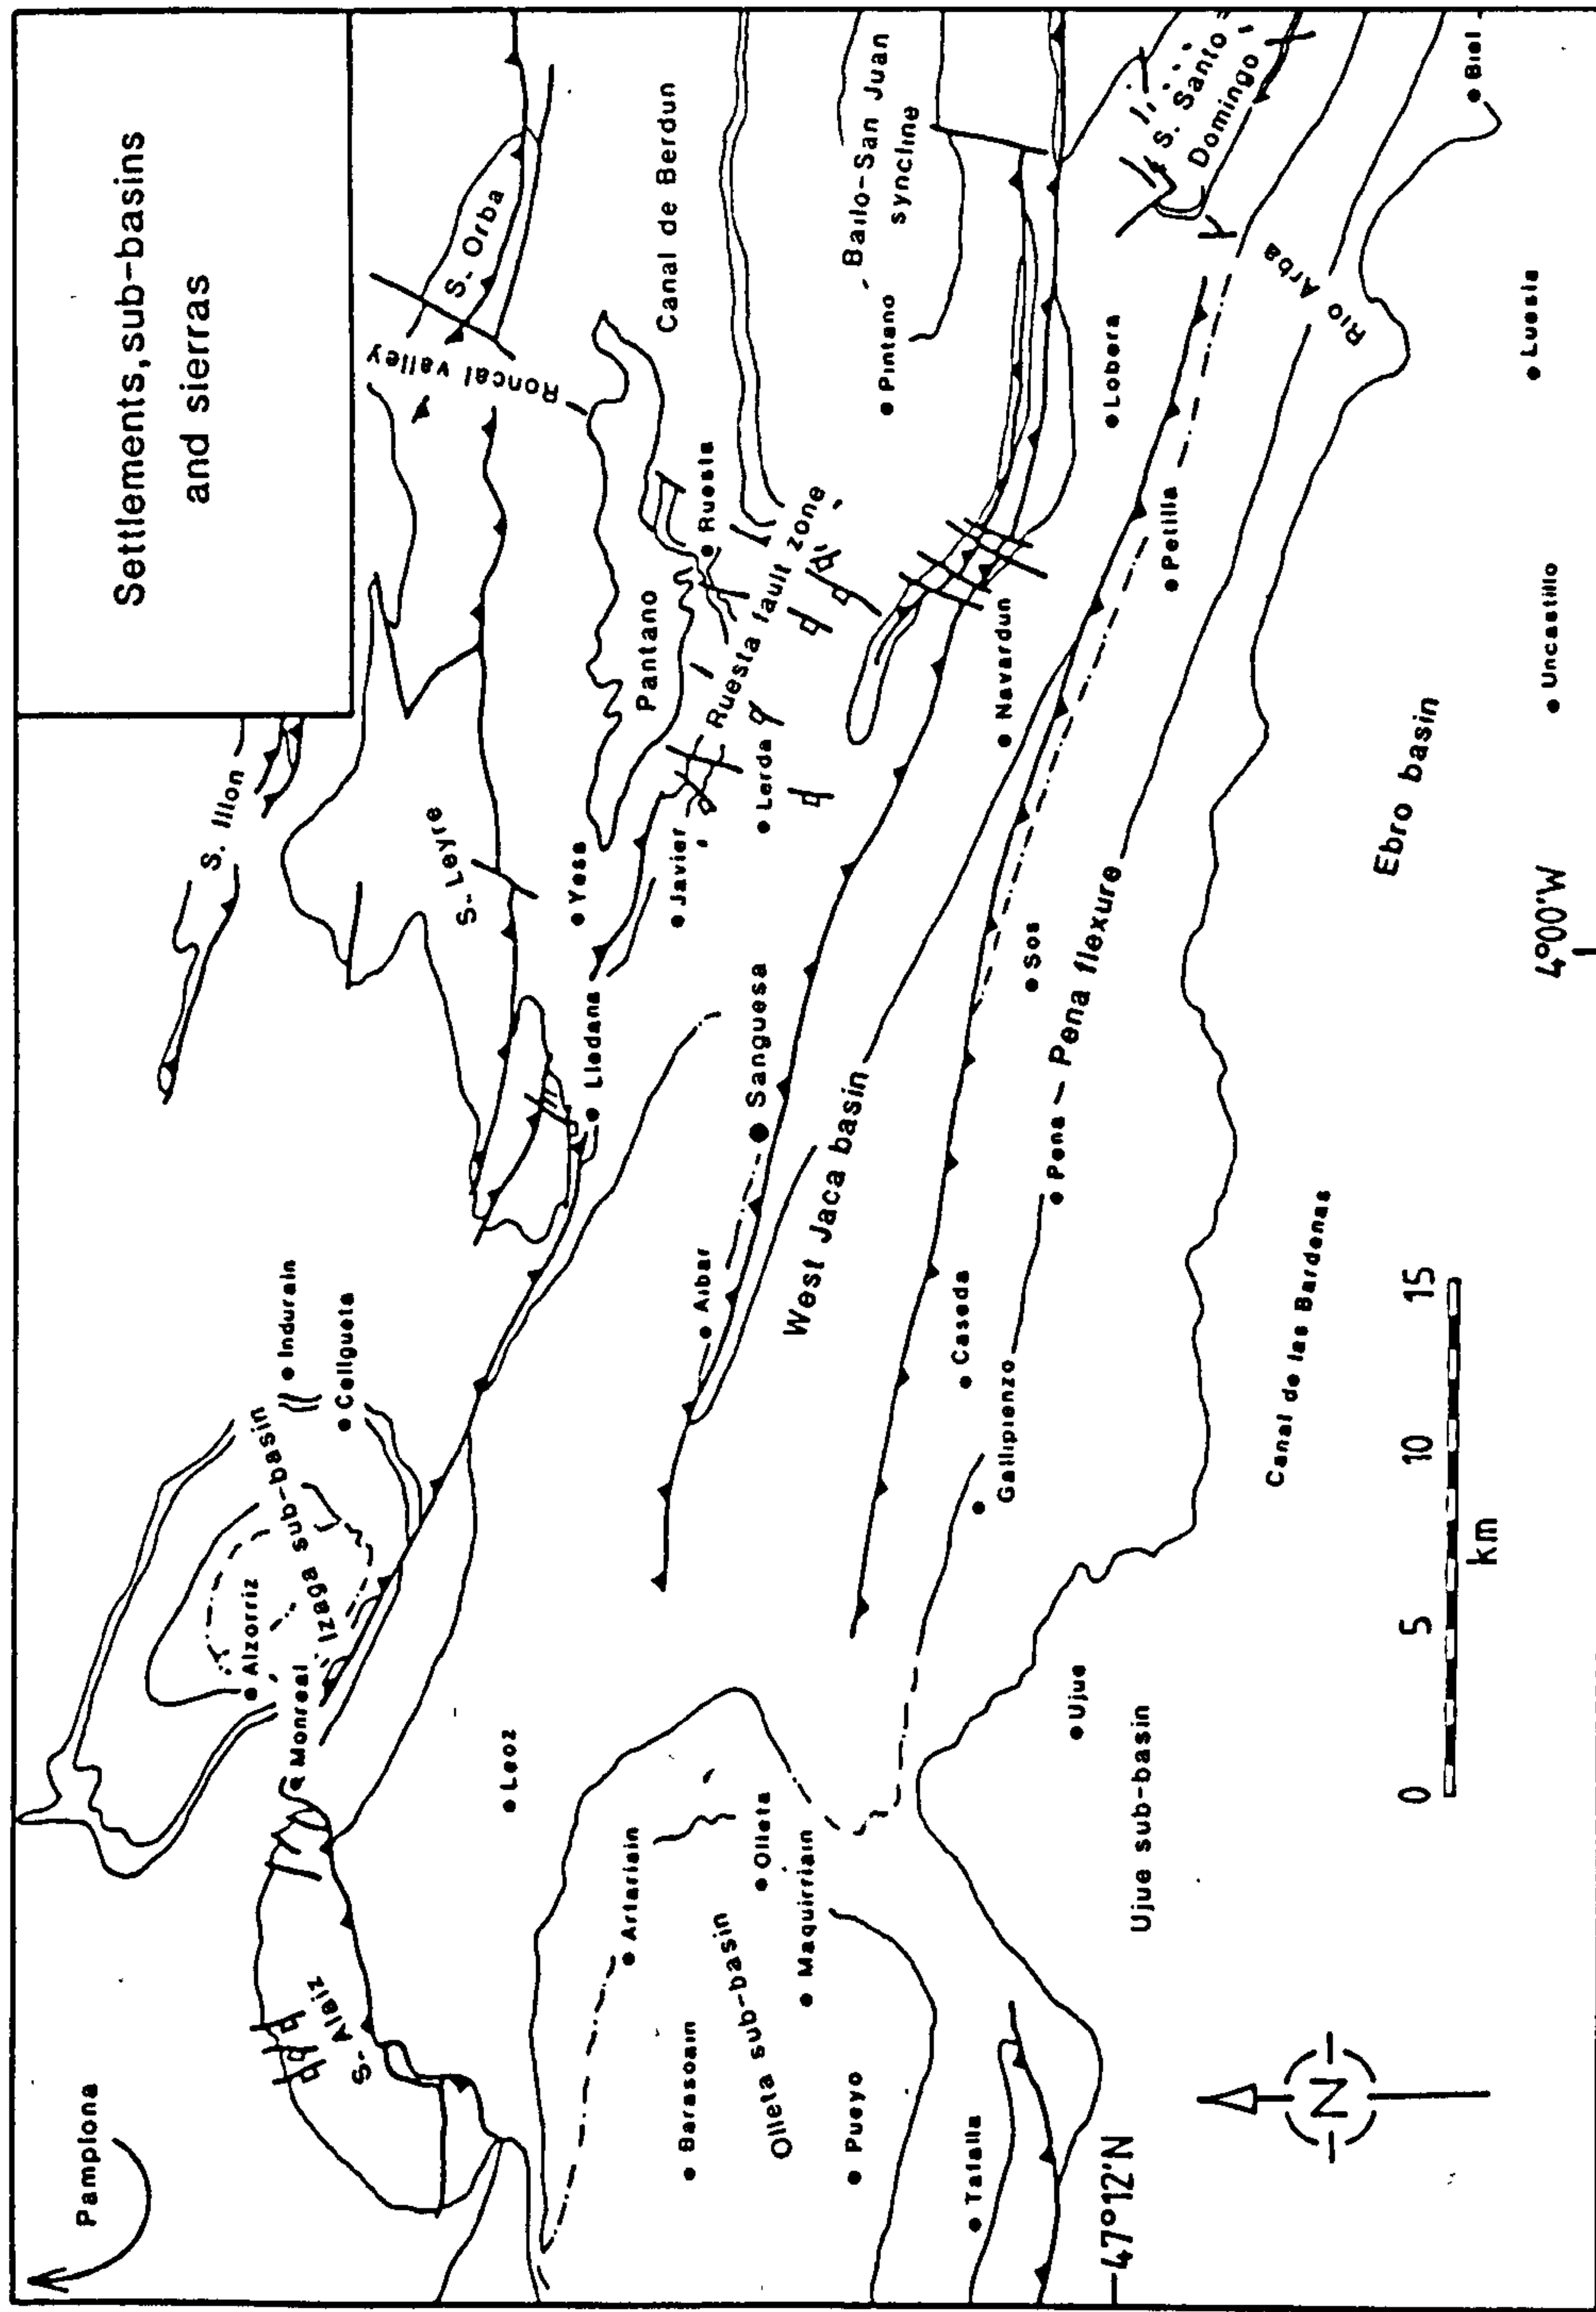 Settlements, sub-basins
and sierras
Pamplona
S. Illon
S. Orba
Roncal valley
Canal de Berdun
S. Leyre
Indurain
Cellgueta
Izaga sub-basin
Alzorriz
Monreal
S. Alaiz
Yesa
Pantano
Ruesta
Ruesta fault zone
Bailo-San Juan
syncline
Lledana
Javier
Lerda
Pintano
Leoz
Sanguesa
Aibar
Artariain
Olleta
Maquirriain
Barasoain
Olleta sub-basin
Pueyo
West Jaca basin
Navardun
Lobera
S. Santo
Domingo
Petilla
Sos
Caseda
Gallipienzo
Pena
Pena flexure
Rio Arba
Biel
Luesia
Uncastillo
Ebro basin
Tafalla
Ujue
Ujue sub-basin
Canal de las Bardenas
47°12'N
4°00'W
N
0 5 10 15
km